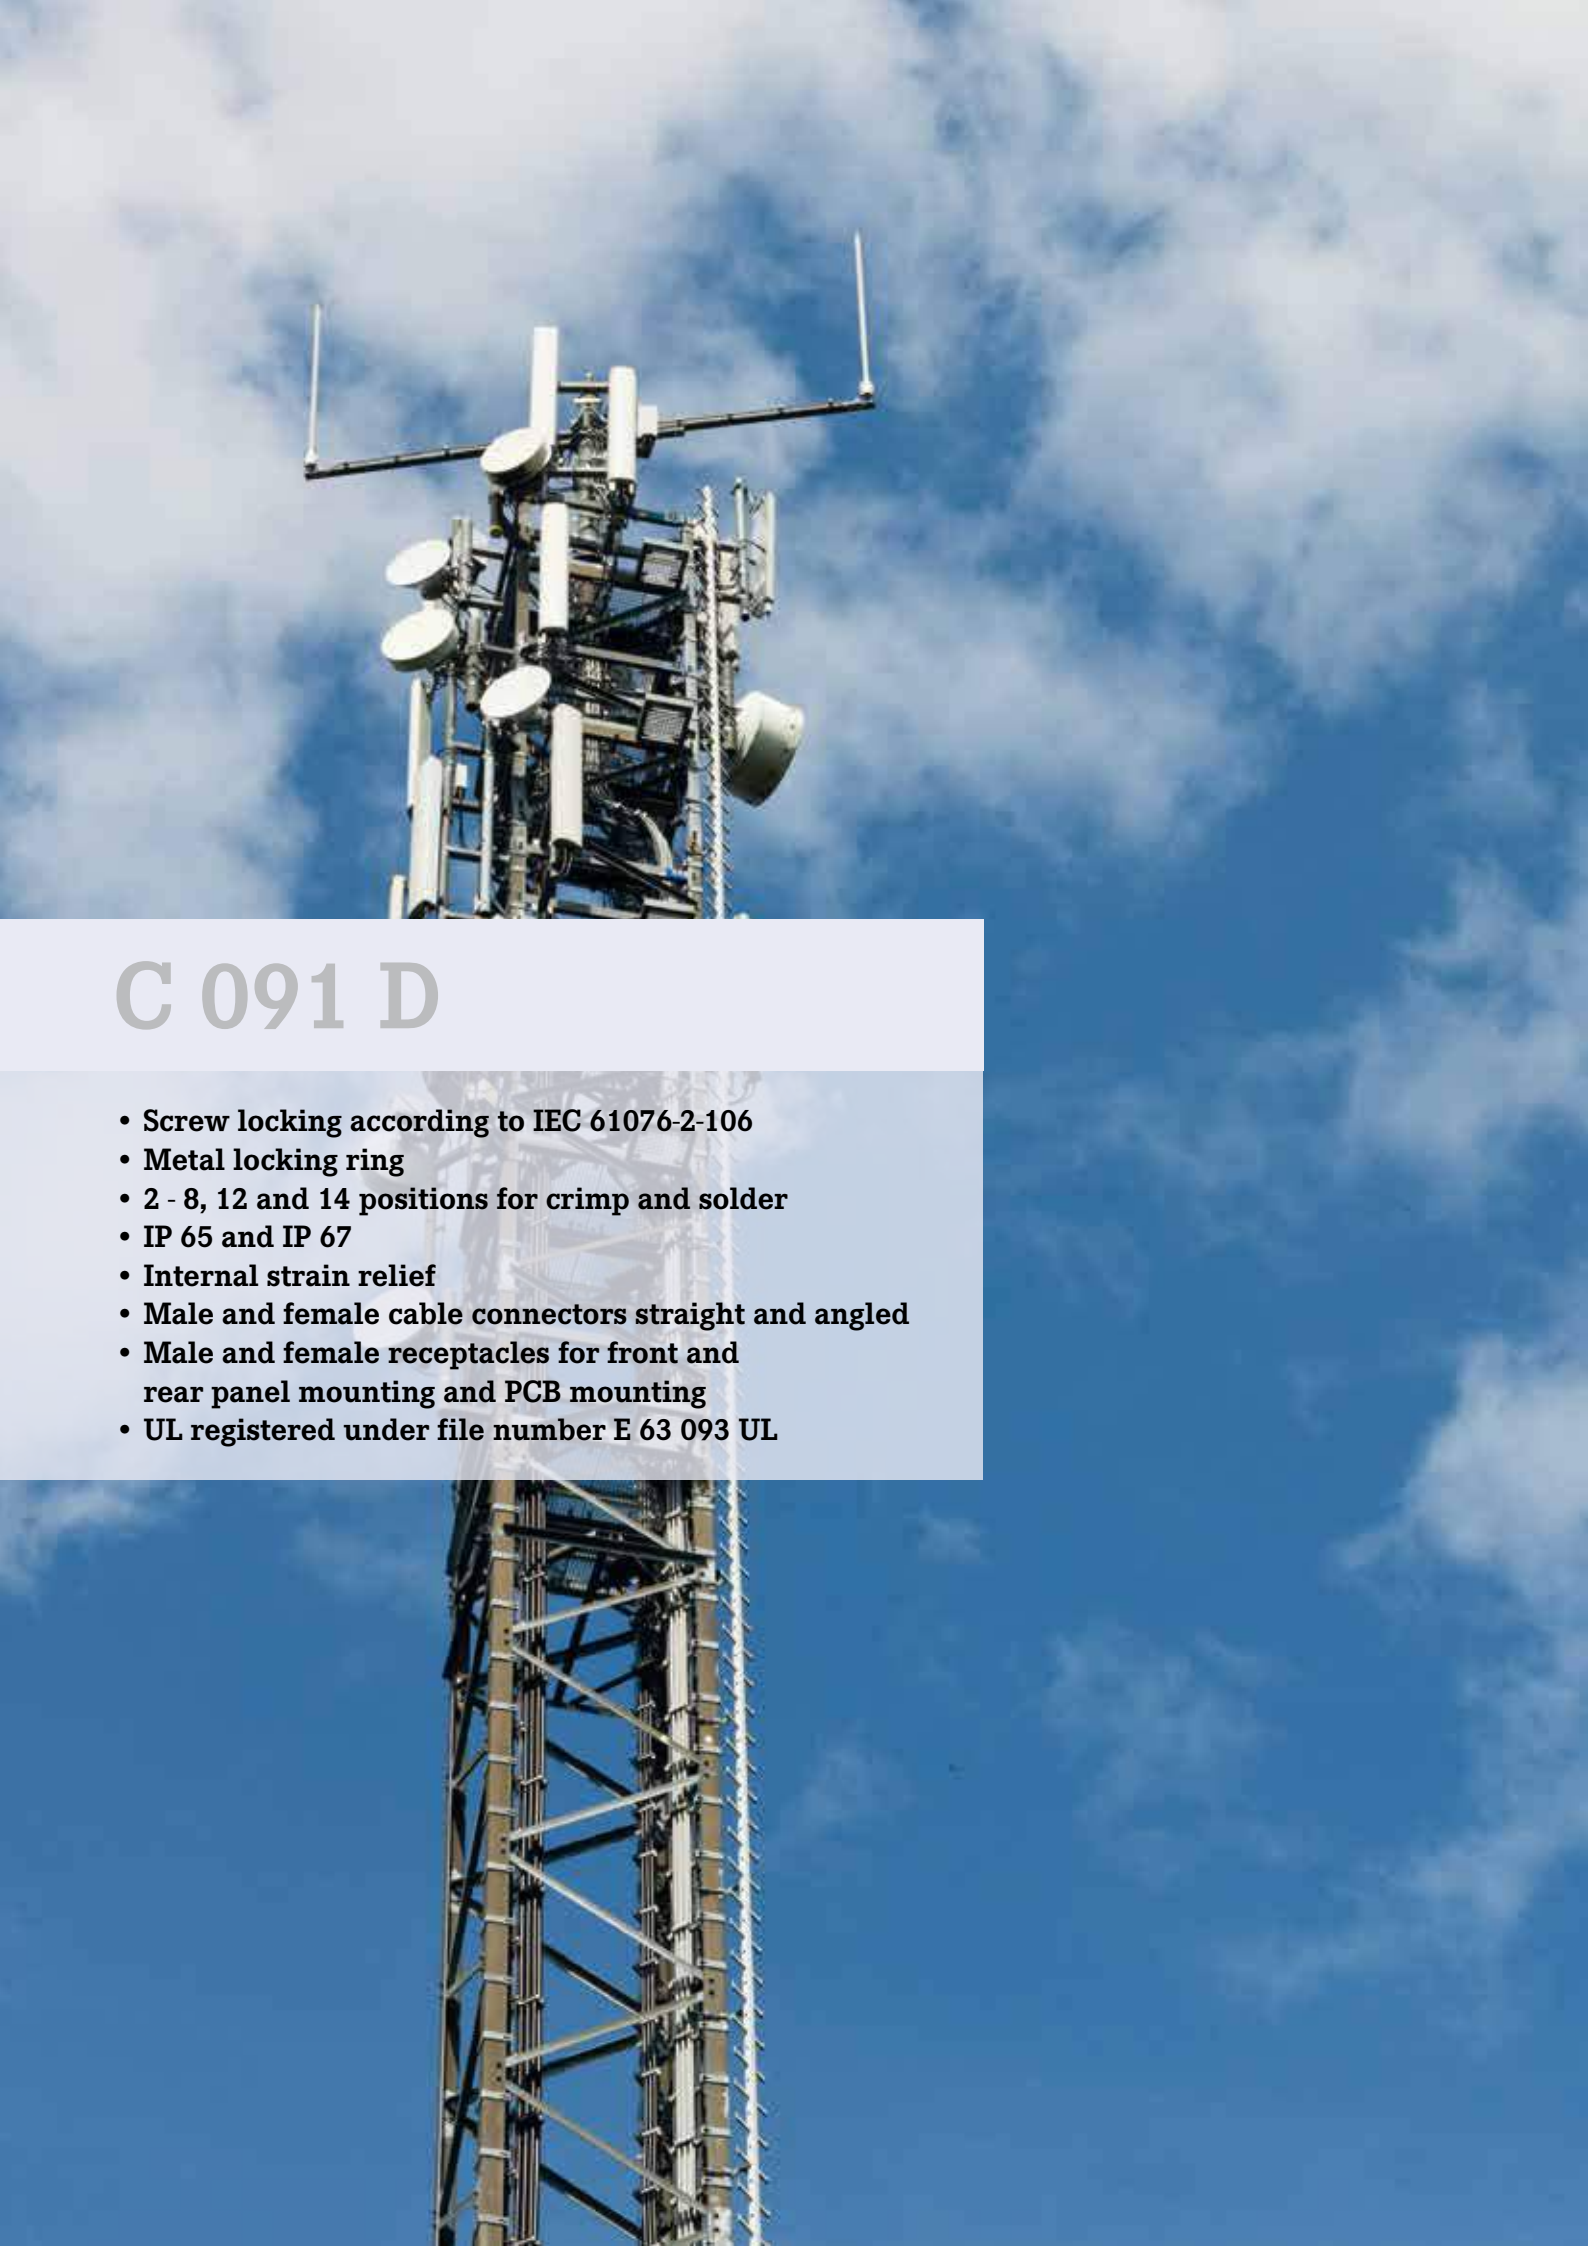 C 091 D
• Screw locking according to IEC 61076-2-106
• Metal locking ring
• 2 - 8, 12 and 14 positions for crimp and solder
• IP 65 and IP 67
• Internal strain relief
• Male and female cable connectors straight and angled
• Male and female receptacles for front and
rear panel mounting and PCB mounting
• UL registered under file number E 63 093 UL